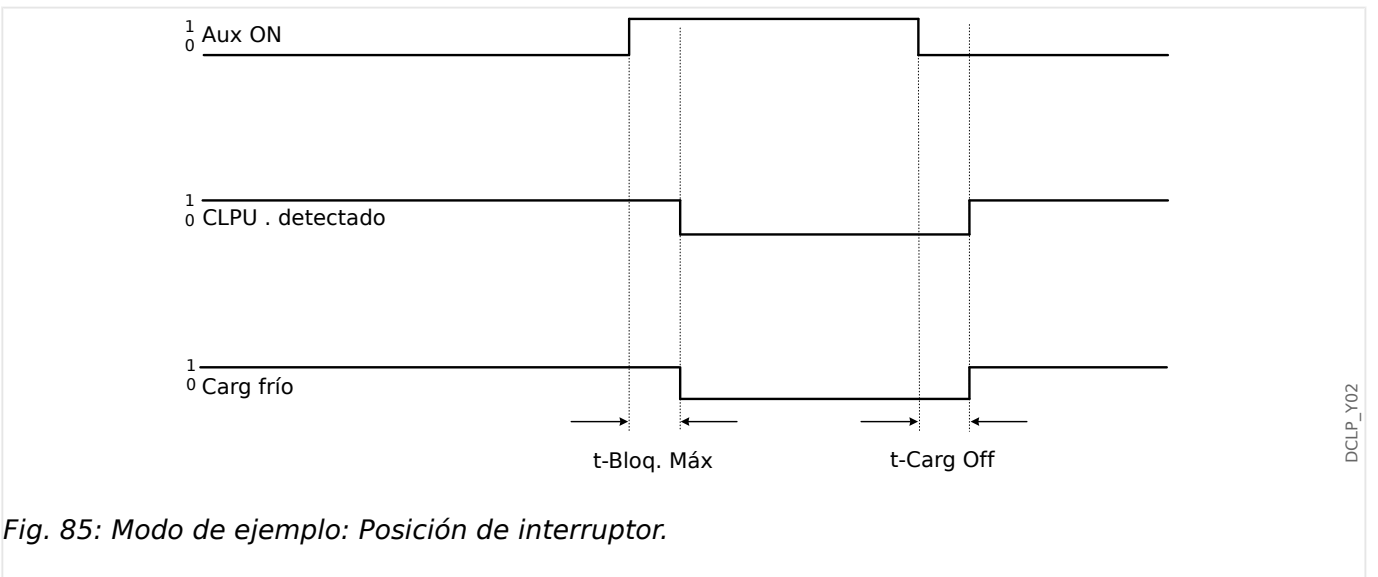 1
0 Aux ON
1
0 CLPU . detectado
1
0 Carg frío
t-Bloq. Máx
t-Carg Off
DCLP_Y02
Fig. 85: Modo de ejemplo: Posición de interruptor.